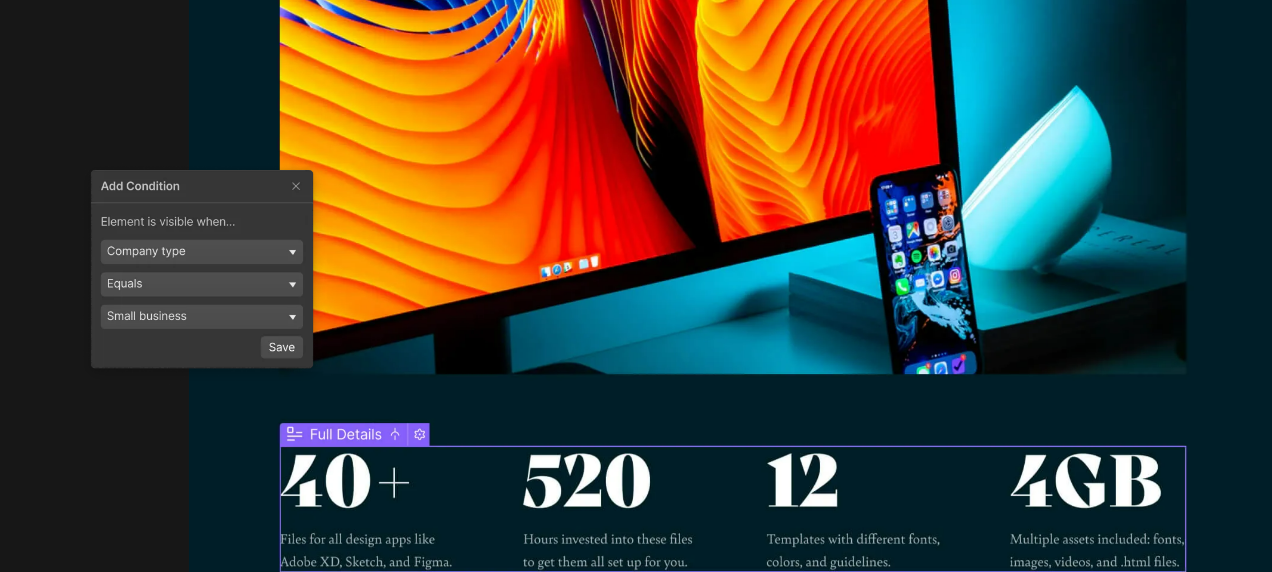 Add Condition
Element is visible when...
Company type
Equals
Small business
Save
Full Details
40+
520
12
4GB
Files for all design apps like
Adobe XD, Sketch, and Figma.
Hours invested into these files
to get them all set up for you.
Templates with different fonts,
colors, and guidelines.
Multiple assets included: fonts,
images, videos, and .html files.